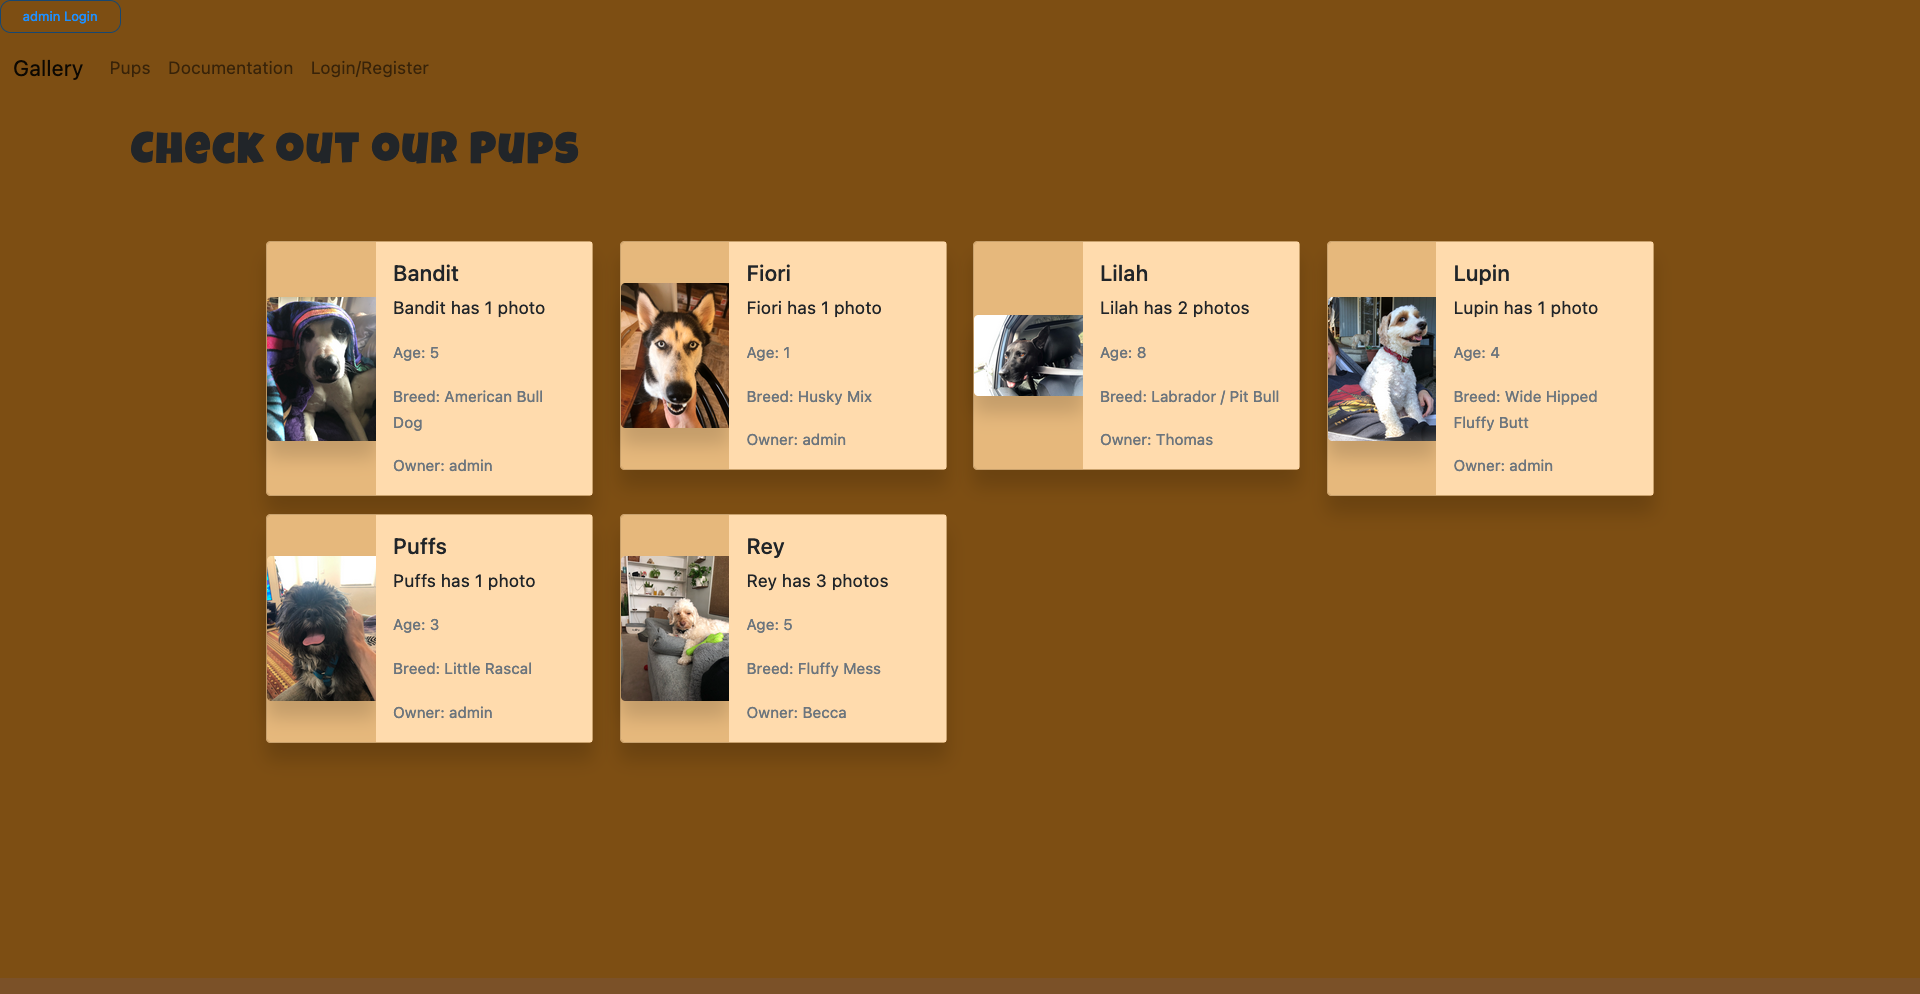 admin Login
Gallery Pups Documentation Login/Register
Check Out Our Pups
Bandit
Bandit has 1 photo
Age: 5
Breed: American Bull
Dog
Owner: admin
Fiori
Fiori has 1 photo
Age: 1
Breed: Husky Mix
Owner: admin
Lilah
Lilah has 2 photos
Age: 8
Breed: Labrador / Pit Bull
Owner: Thomas
Lupin
Lupin has 1 photo
Age: 4
Breed: Wide Hipped
Fluffy Butt
Owner: admin
Puffs
Puffs has 1 photo
Age: 3
Breed: Little Rascal
Owner: admin
Rey
Rey has 3 photos
Age: 5
Breed: Fluffy Mess
Owner: Becca